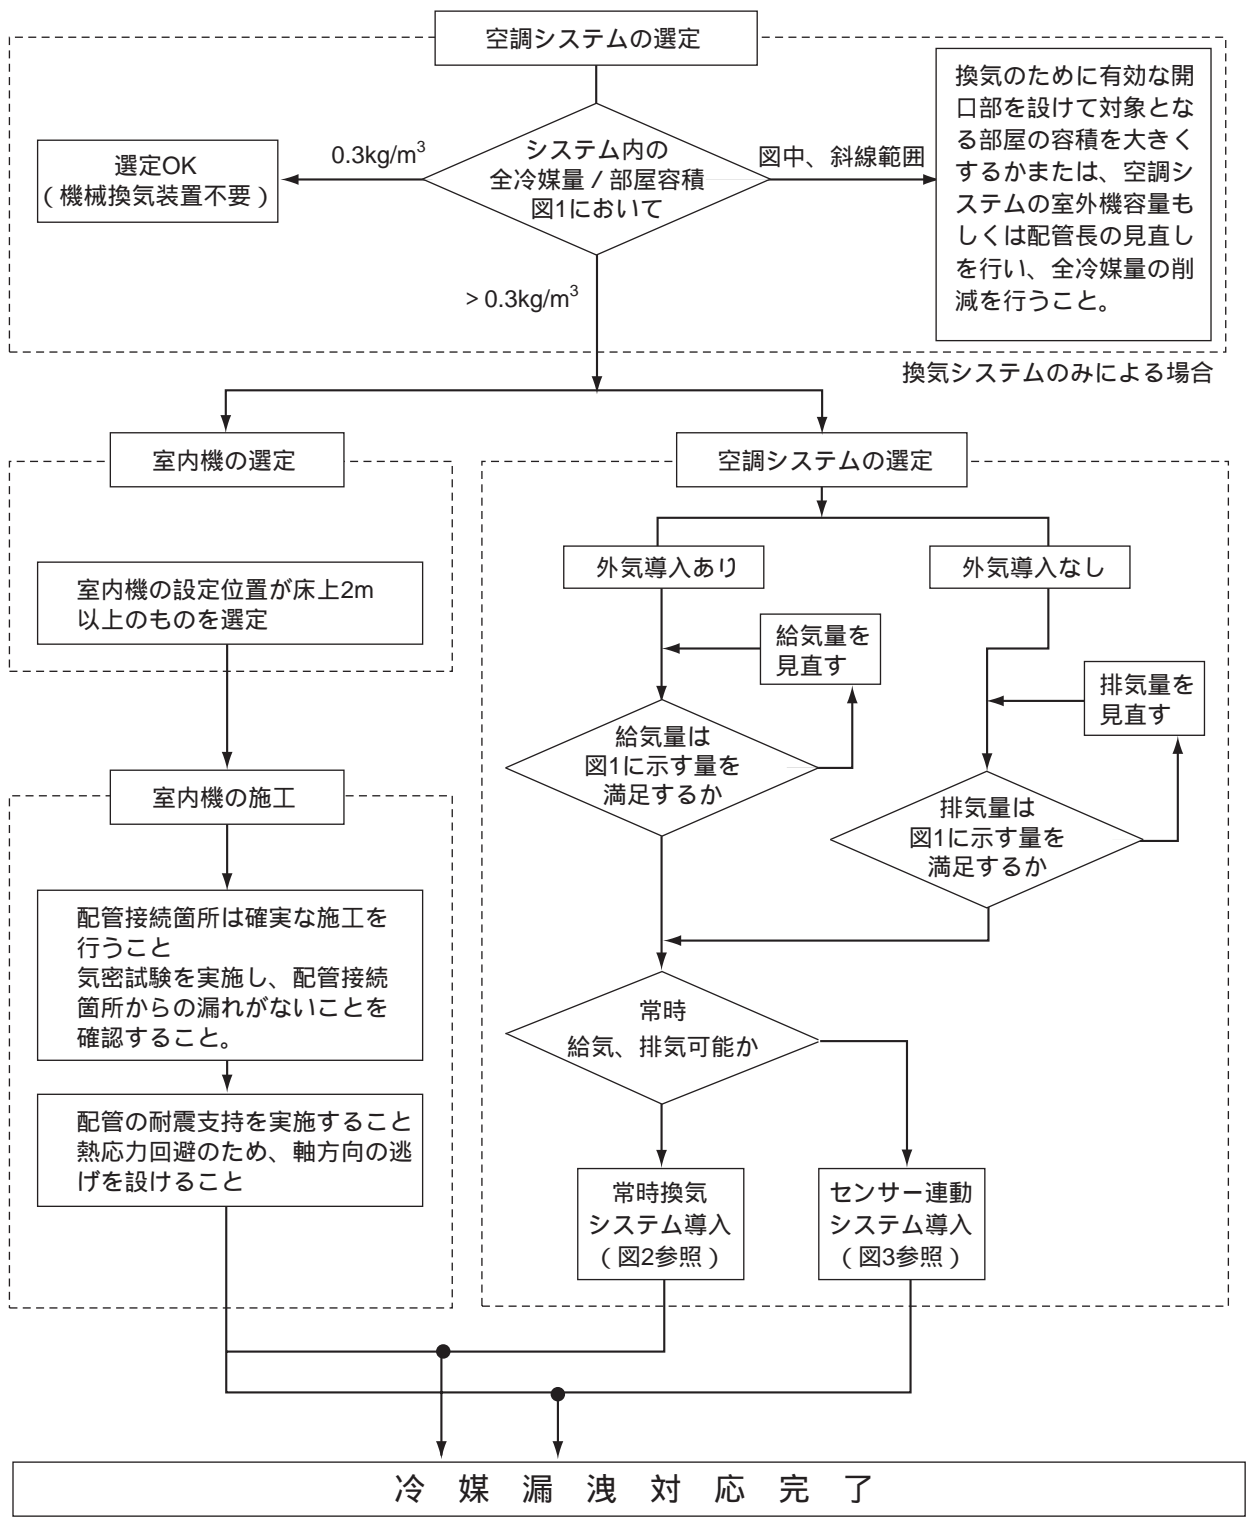 空調システムの選定
システム内の
全冷媒量 / 部屋容積
図1において
0.3kg/m³
選定OK
(機械換気装置不要)
図中、斜線範囲
換気のために有効な開
口部を設けて対象とな
る部屋の容積を大きく
するかまたは、空調シ
ステムの室外機容量も
しくは配管長の見直し
を行い、全冷媒量の削
減を行うこと。
> 0.3kg/m³
換気システムのみによる場合
室内機の選定
室内機の設定位置が床上2m
以上のものを選定
室内機の施工
配管接続箇所は確実な施工を
行うこと
気密試験を実施し、配管接続
箇所からの漏れがないことを
確認すること。
配管の耐震支持を実施すること
熱応力回避のため、軸方向の逃
げを設けること
空調システムの選定
外気導入あり
外気導入なし
給気量を
見直す
給気量は
図1に示す量を
満足するか
排気量を
見直す
排気量は
図1に示す量を
満足するか
常時
給気、排気可能か
常時換気
システム導入
(図2参照)
センサー連動
システム導入
(図3参照)
冷媒漏洩対応完了